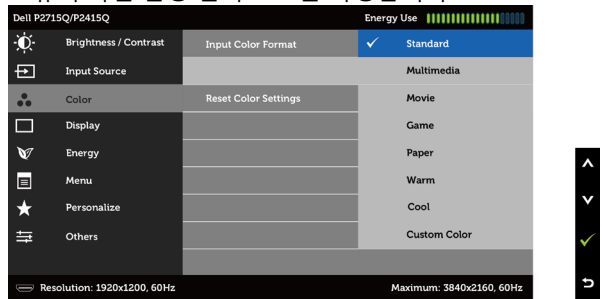 Dell P2715Q/P2415Q
Energy Use
Brightness / Contrast
Input Color Format
Standard
Input Source
Multimedia
Color
Reset Color Settings
Movie
Display
Game
Energy
Paper
Menu
Warm
Personalize
Cool
Others
Custom Color
Resolution: 1920x1200, 60Hz
Maximum: 3840x2160, 60Hz